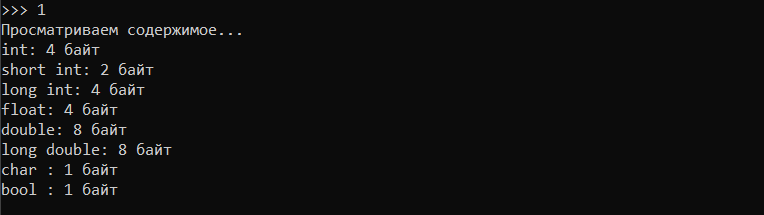 >>> 1
Просматриваем содержимое...
int: 4 байт
short int: 2 байт
long int: 4 байт
float: 4 байт
double: 8 байт
long double: 8 байт
char : 1 байт
bool : 1 байт